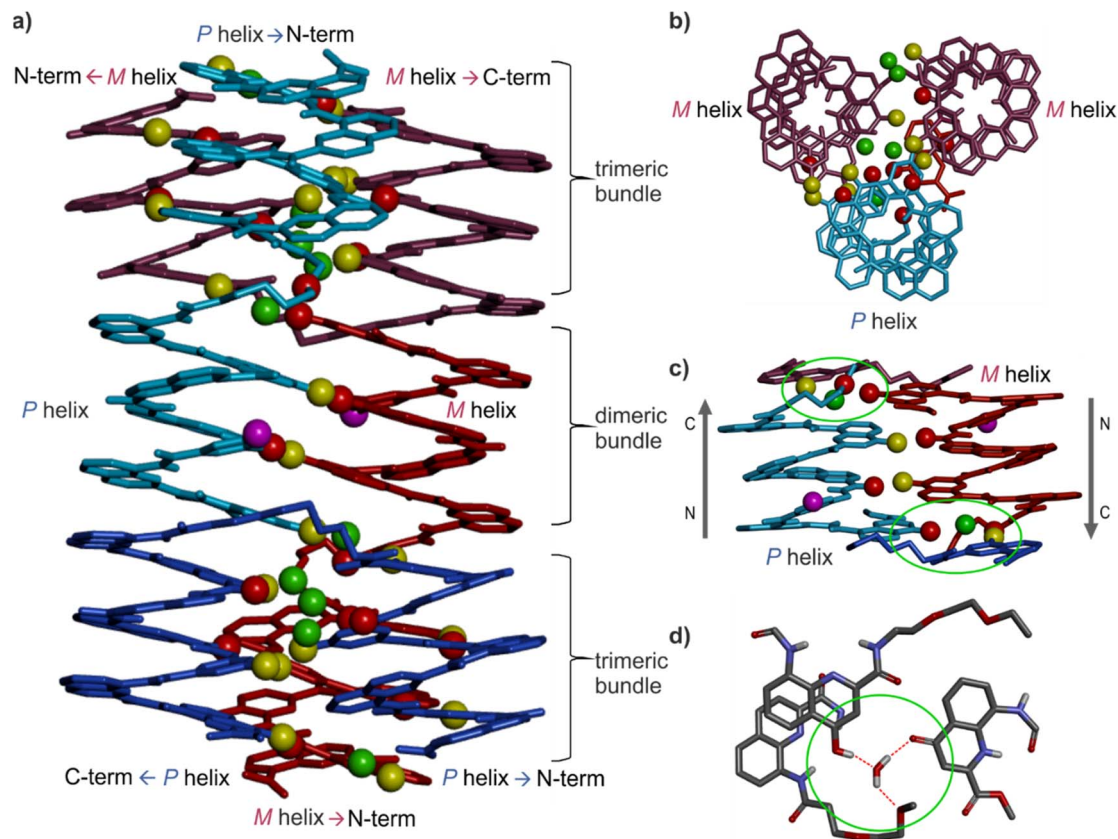 a)
P helix→N-term
N-term ← M helix
M helix → C-term
trimeric
bundle
P helix
M helix
dimeric
bundle
trimeric
bundle
C-term ← P helix
P helix → N-term
M helix→N-term
b)
M helix
M helix
P helix
c)
M helix
C
N
N
C
P helix
d)